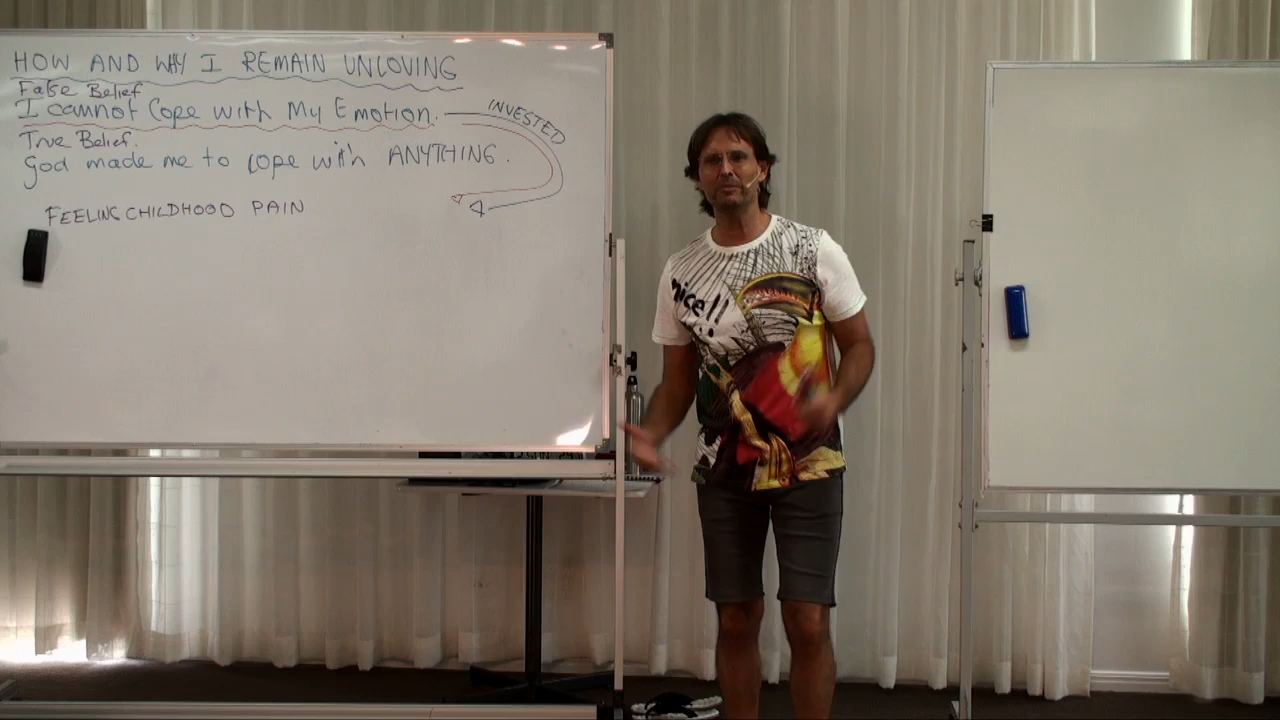 HOW AND WHY I REMAIN UNLOVING
False Belief
I cannot Cope with My Emotion.
INVESTED
True Belief.
God made me to cope with ANYTHING.
FEELING CHILDHOOD PAIN
nice!!